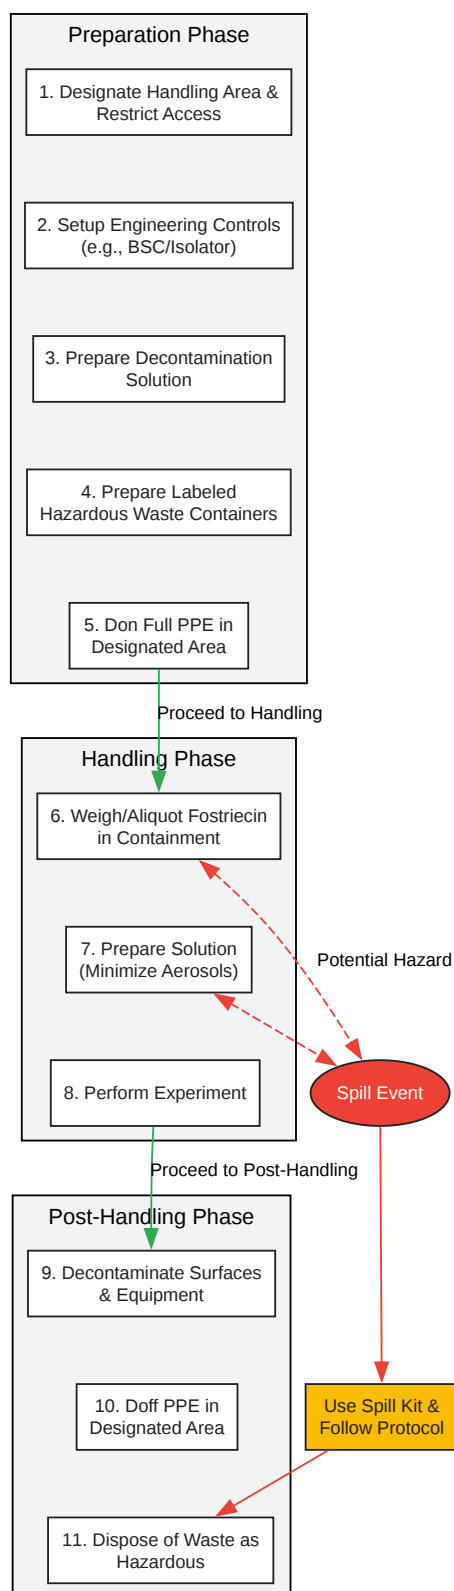 Preparation Phase
1. Designate Handling Area &
Restrict Access
2. Setup Engineering Controls
(e.g., BSC/Isolator)
3. Prepare Decontamination
Solution
4. Prepare Labeled
Hazardous Waste Containers
5. Don Full PPE in
Designated Area
Proceed to Handling
Handling Phase
6. Weigh/Aliquot Fostriecin
in Containment
7. Prepare Solution
(Minimize Aerosols)
Potential Hazard
8. Perform Experiment
Spill Event
Proceed to Post-Handling
Post-Handling Phase
9. Decontaminate Surfaces
& Equipment
10. Doff PPE in
Designated Area
Use Spill Kit &
Follow Protocol
11. Dispose of Waste as
Hazardous